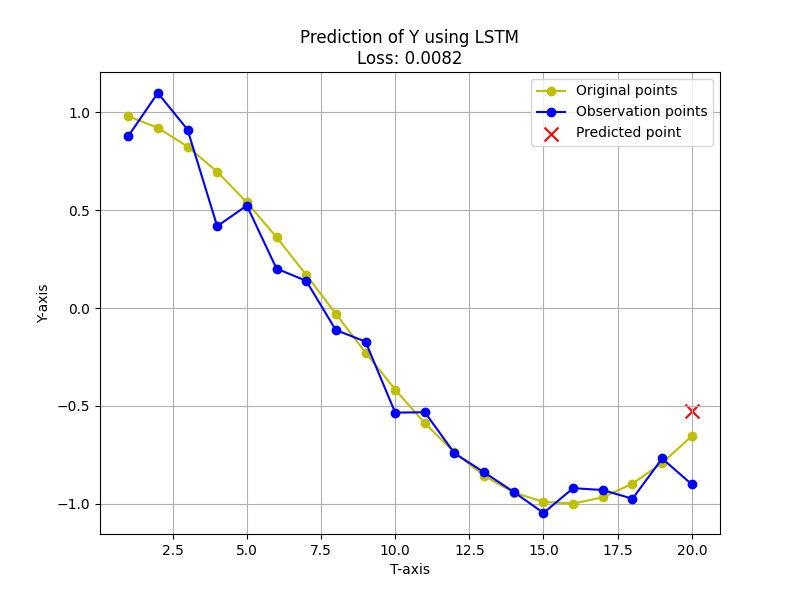 Prediction of Y using LSTM
Loss: 0.0082
Original points
Observation points
Predicted point
1.0
0.5
0.0
−0.5
−1.0
Y-axis
2.5 5.0 7.5 10.0 12.5 15.0 17.5 20.0
T-axis